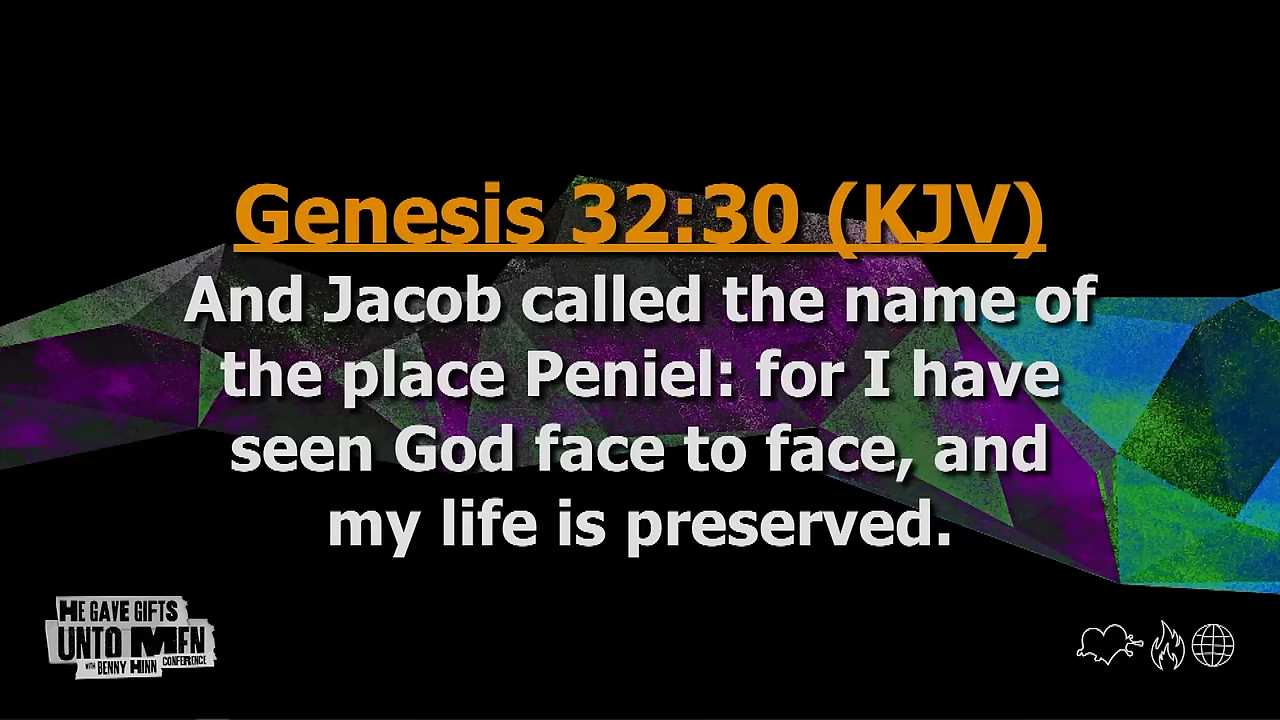 Genesis 32:30 (KJV)
And Jacob called the name of
the place Peniel: for I have
seen God face to face, and
my life is preserved.
HE GAVE GIFTS
UNTO MEN
WITH BENNY HINN CONFERENCE